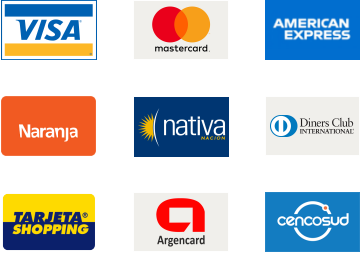 VISA
mastercard.
AMERICAN
EXPRESS
Naranja
nativa
NACIÓN
Diners Club
INTERNATIONAL®
TARJETA®
SHOPPING
Argencard
cencosud